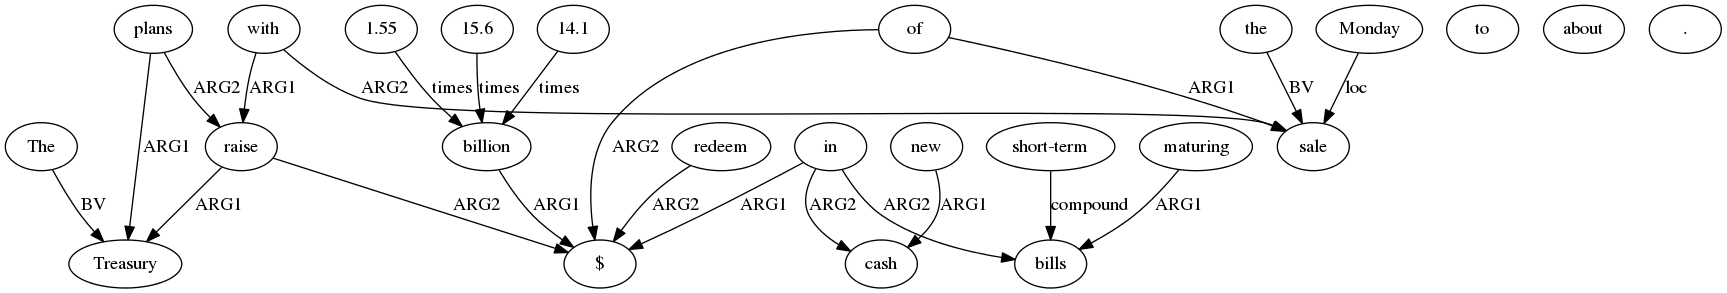 plans with 1.55 15.6 14.1 of the Monday to about .
ARG2 ARG1 ARG2 times times times ARG1 BV loc
The raise billion redeem in new short-term maturing sale
ARG1 ARG2
BV ARG1 ARG2 ARG1 ARG2 ARG1 ARG2 ARG2 ARG1 compound ARG1
Treasury $ cash bills